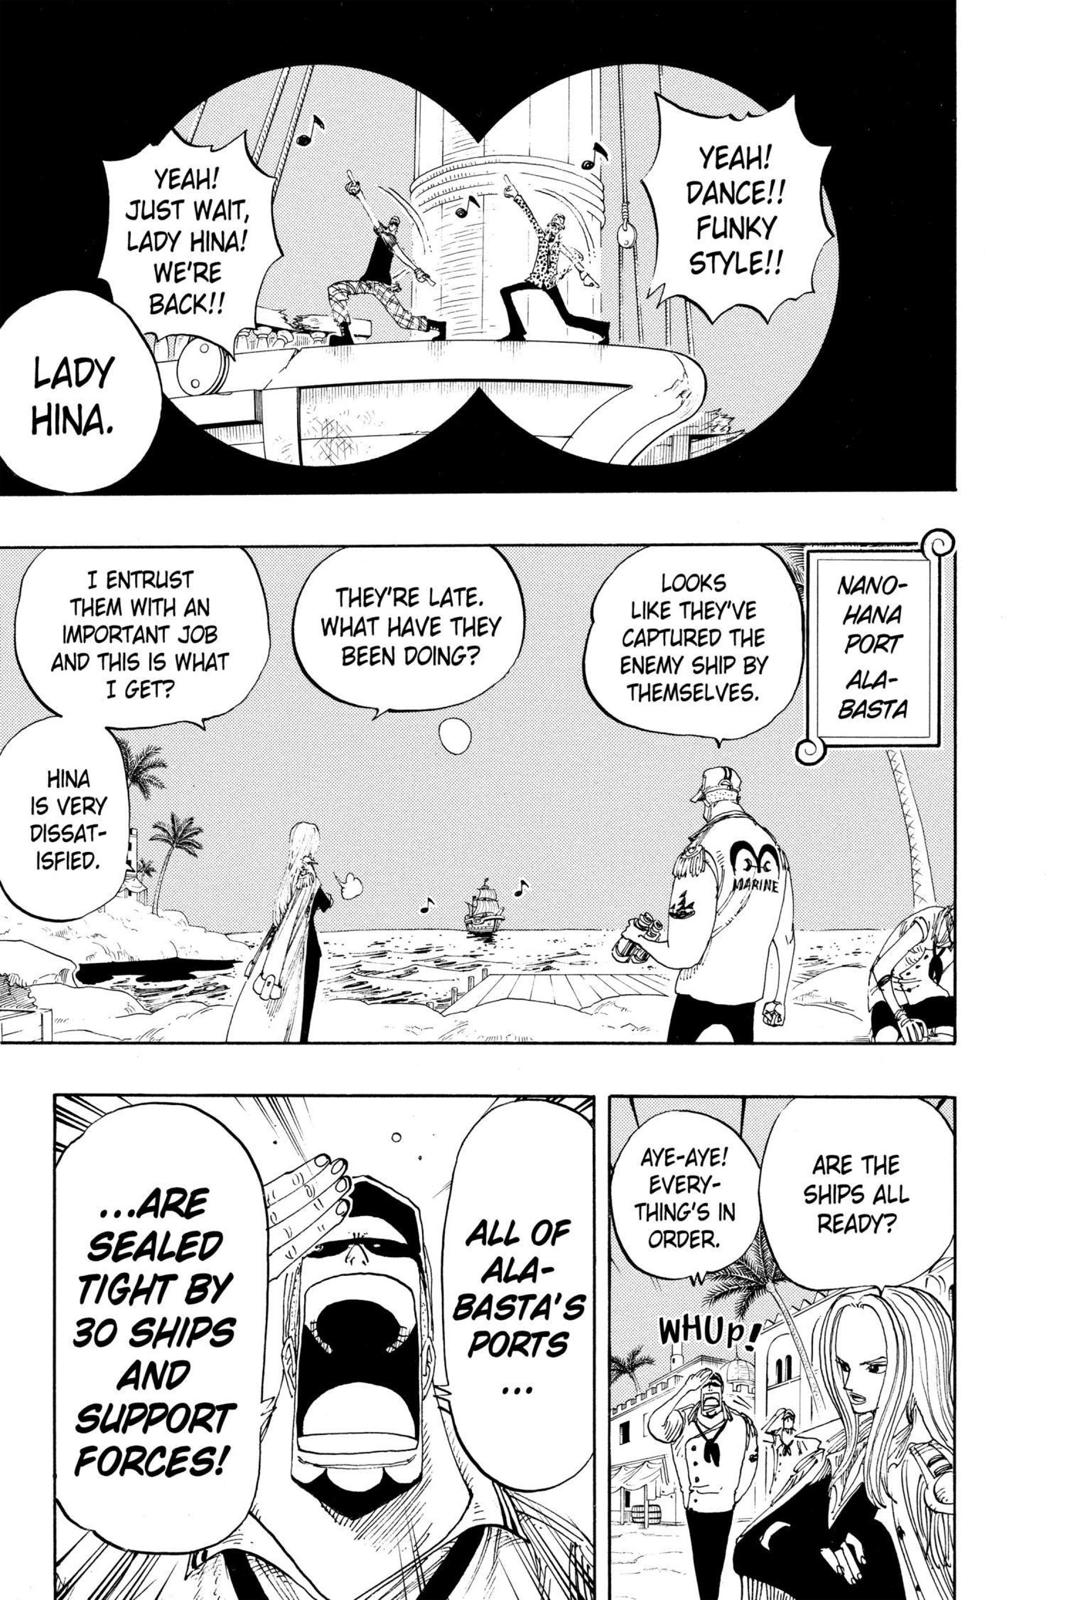 YEAH!
DANCE!!
FUNKY
STYLE!!
YEAH!
JUST WAIT,
LADY HINA!
WE'RE
BACK!!
LADY
HINA.
NANO-
HANA
PORT
ALA-
BASTA
LOOKS
LIKE THEY'VE
CAPTURED THE
ENEMY SHIP BY
THEMSELVES.
THEY'RE LATE.
WHAT HAVE THEY
BEEN DOING?
I ENTRUST
THEM WITH AN
IMPORTANT JOB
AND THIS IS WHAT
I GET?
HINA
IS VERY
DISSAT-
ISFIED.
MARINE
ARE THE
SHIPS ALL
READY?
AYE-AYE!
EVERY-
THING'S IN
ORDER.
WHUP!
ALL OF
ALA-
BASTA'S
PORTS
...
...ARE
SEALED
TIGHT BY
30 SHIPS
AND
SUPPORT
FORCES!